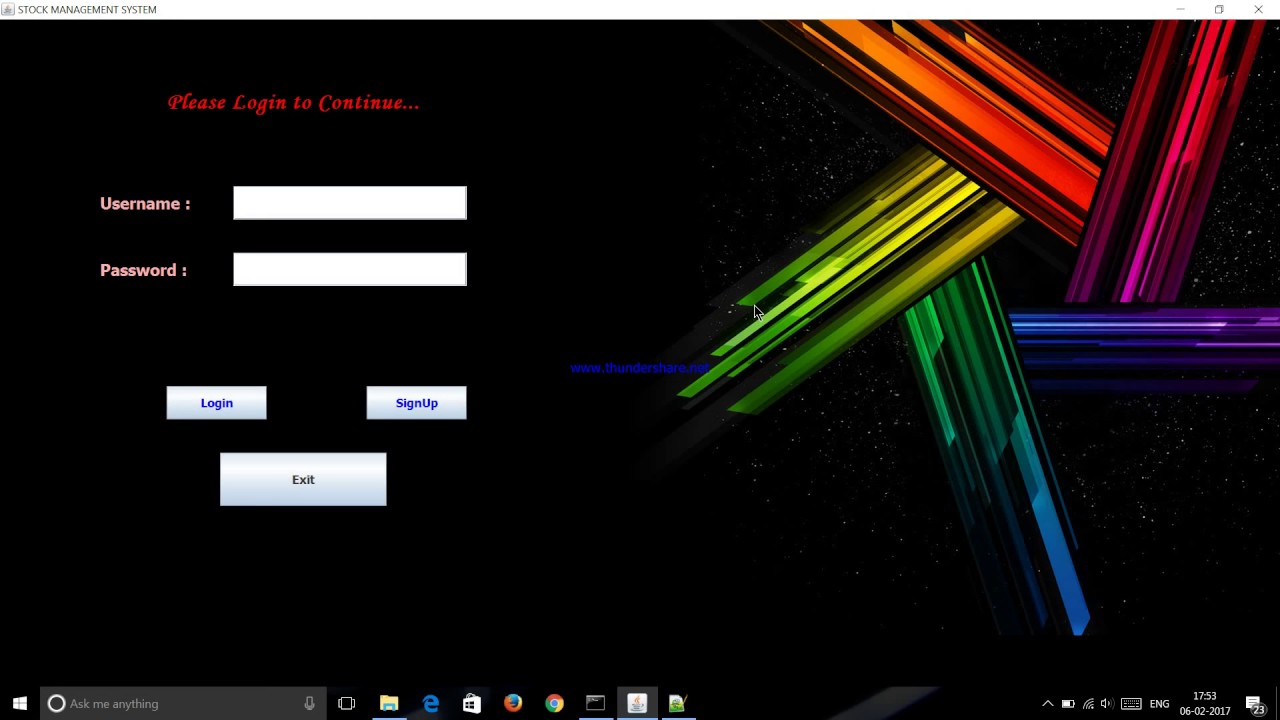 STOCK MANAGEMENT SYSTEM
Please Login to Continue...
Username :
Password :
www.thundershare.net
Login
SignUp
Exit
Ask me anything
ENG
17:53
06-02-2017
23